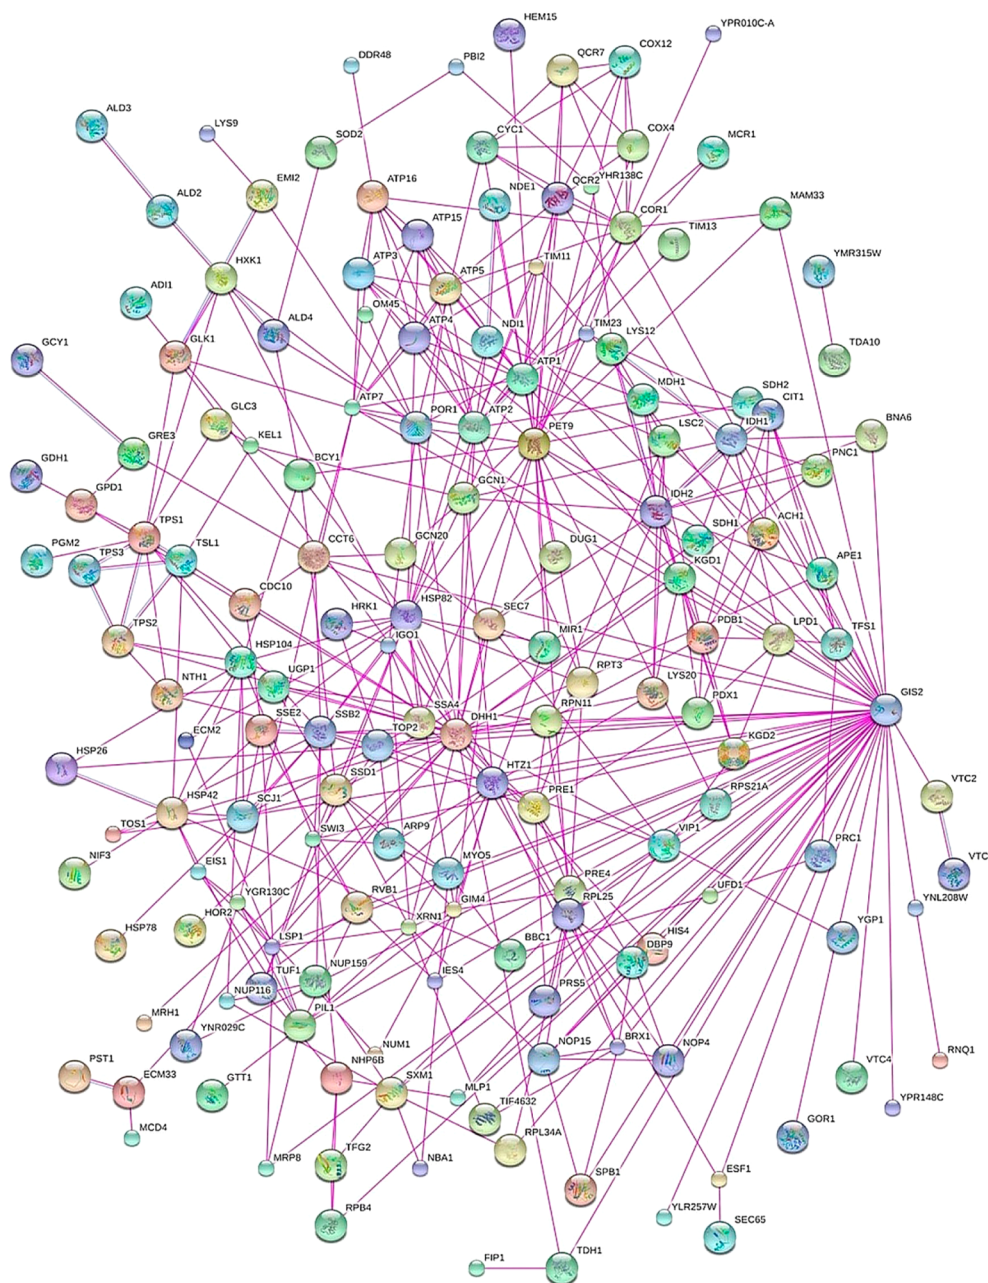 HEM15
YPR010C-A
COX12
QCR7
DDR48
PBI2
ALD3
LYS9
SOD2
CYC1
COX4
MCR1
EMI2
ALD2
ATP16
NDE1
QCR2
YHR138C
COR1
MAM33
ATP15
TIM13
HXK1
ATP3
ATP5
TIM11
YMR315W
ADI1
OM45
ALD4
ATP4
NDI1
TIM23
LYS12
GCY1
GLK1
ATP1
TDA10
ATP7
MDH1
SDH2
CIT1
GLC3
POR1
ATP2
PET9
LSC2
IDH1
BNA6
KEL1
GRE3
BCY1
PNC1
GDH1
GCN1
GPD1
IDH2
TPS1
SDH1
ACH1
PGM2
TPS3
TSL1
CCT6
GCN20
DUG1
KGD1
APE1
CDC10
HSP82
TPS2
HRK1
SEC7
PDB1
LPD1
TFS1
IGO1
MIR1
HSP104
UGP1
RPT3
NTH1
LYS20
GIS2
SSA4
PDX1
SSE2
SSB2
DHH1
RPN11
ECM2
TOP2
HSP26
KGD2
HTZ1
SSD1
VTC2
HSP42
SCJ1
PRE1
RPS21A
TOS1
SWI3
ARP9
VIP1
PRC1
NIF3
EIS1
MYO5
VTC
PRE4
YGR130C
RVB1
GIM4
RPL25
UFD1
YNL208W
HOR2
XRN1
HSP78
LSP1
BBC1
HIS4
DBP9
YGP1
TUF1
NUP159
IES4
NUP116
PRS5
MRH1
PIL1
YNR029C
NUM1
BRX1
NOP15
NOP4
RNQ1
PST1
ECM33
NHP6B
VTC4
GTT1
SXM1
MLP1
TIF4632
YPR148C
MCD4
GOR1
RPL34A
TFG2
MRP8
NBA1
SPB1
ESF1
RPB4
YLR257W
SEC65
FIP1
TDH1